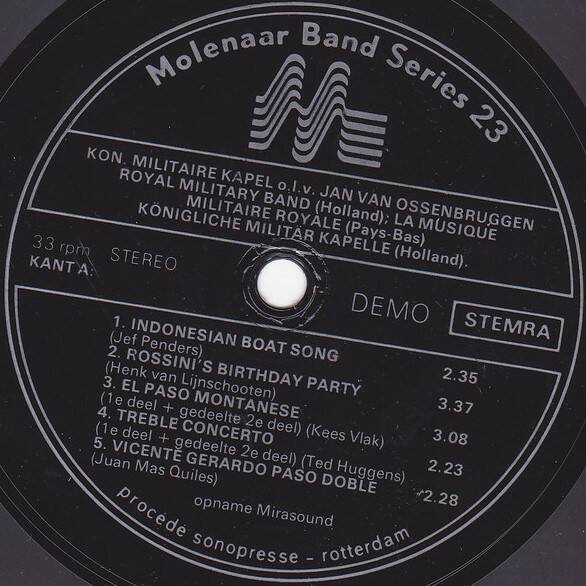 Molenaar Band Series 23
KON. MILITAIRE KAPEL o.l.v. JAN VAN OSSENBRUGGEN
ROYAL MILITARY BAND (Holland); LA MUSIQUE
MILITAIRE ROYALE (Pays-Bas)
KÖNIGLICHE MILITÄR KAPELLE (Holland).
33 rpm STEREO
KANT A:
DEMO STEMRA
1. INDONESIAN BOAT SONG 2.35
(Jef Penders)
2. ROSSINI'S BIRTHDAY PARTY 3.37
(Henk van Lijnschooten)
3. EL PASO MONTANESE 3.08
(1e deel + gedeelte 2e deel) (Kees Vlak)
4. TREBLE CONCERTO 2.23
(1e deel + gedeelte 2e deel) (Ted Huggens)
5. VICENTE GERARDO PASO DOBLE 2.28
(Juan Mas Quiles)
opname Mirasound
procédé sonopresse - rotterdam